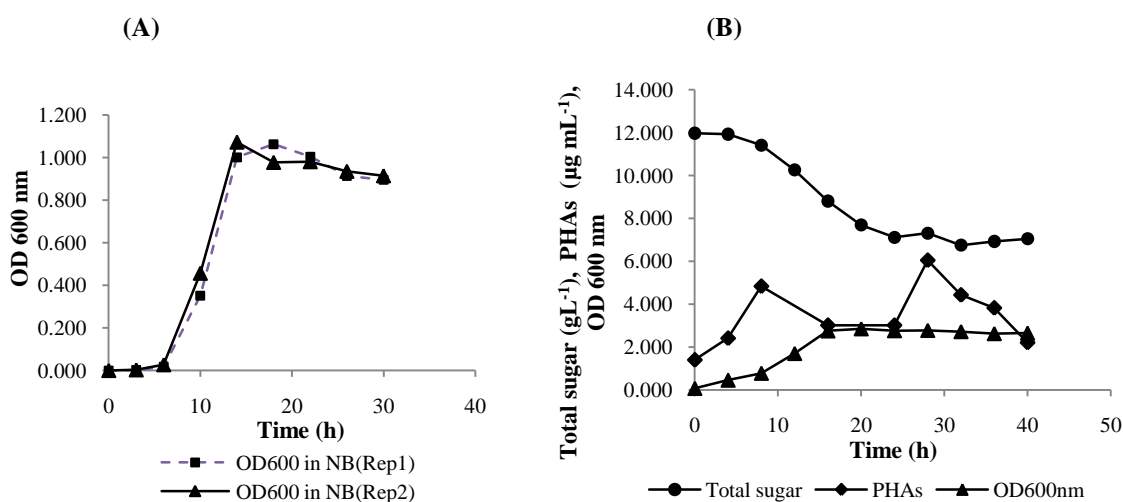 (A)
OD 600 nm
1.200
1.000
0.800
0.600
0.400
0.200
0.000
0 10 20 30 40
Time (h)
OD600 in NB(Rep1)
OD600 in NB(Rep2)
(B)
Total sugar (gL-1), PHAs (µg mL-1),
OD 600 nm
14.000
12.000
10.000
8.000
6.000
4.000
2.000
0.000
0 10 20 30 40 50
Time (h)
Total sugar PHAs OD600nm